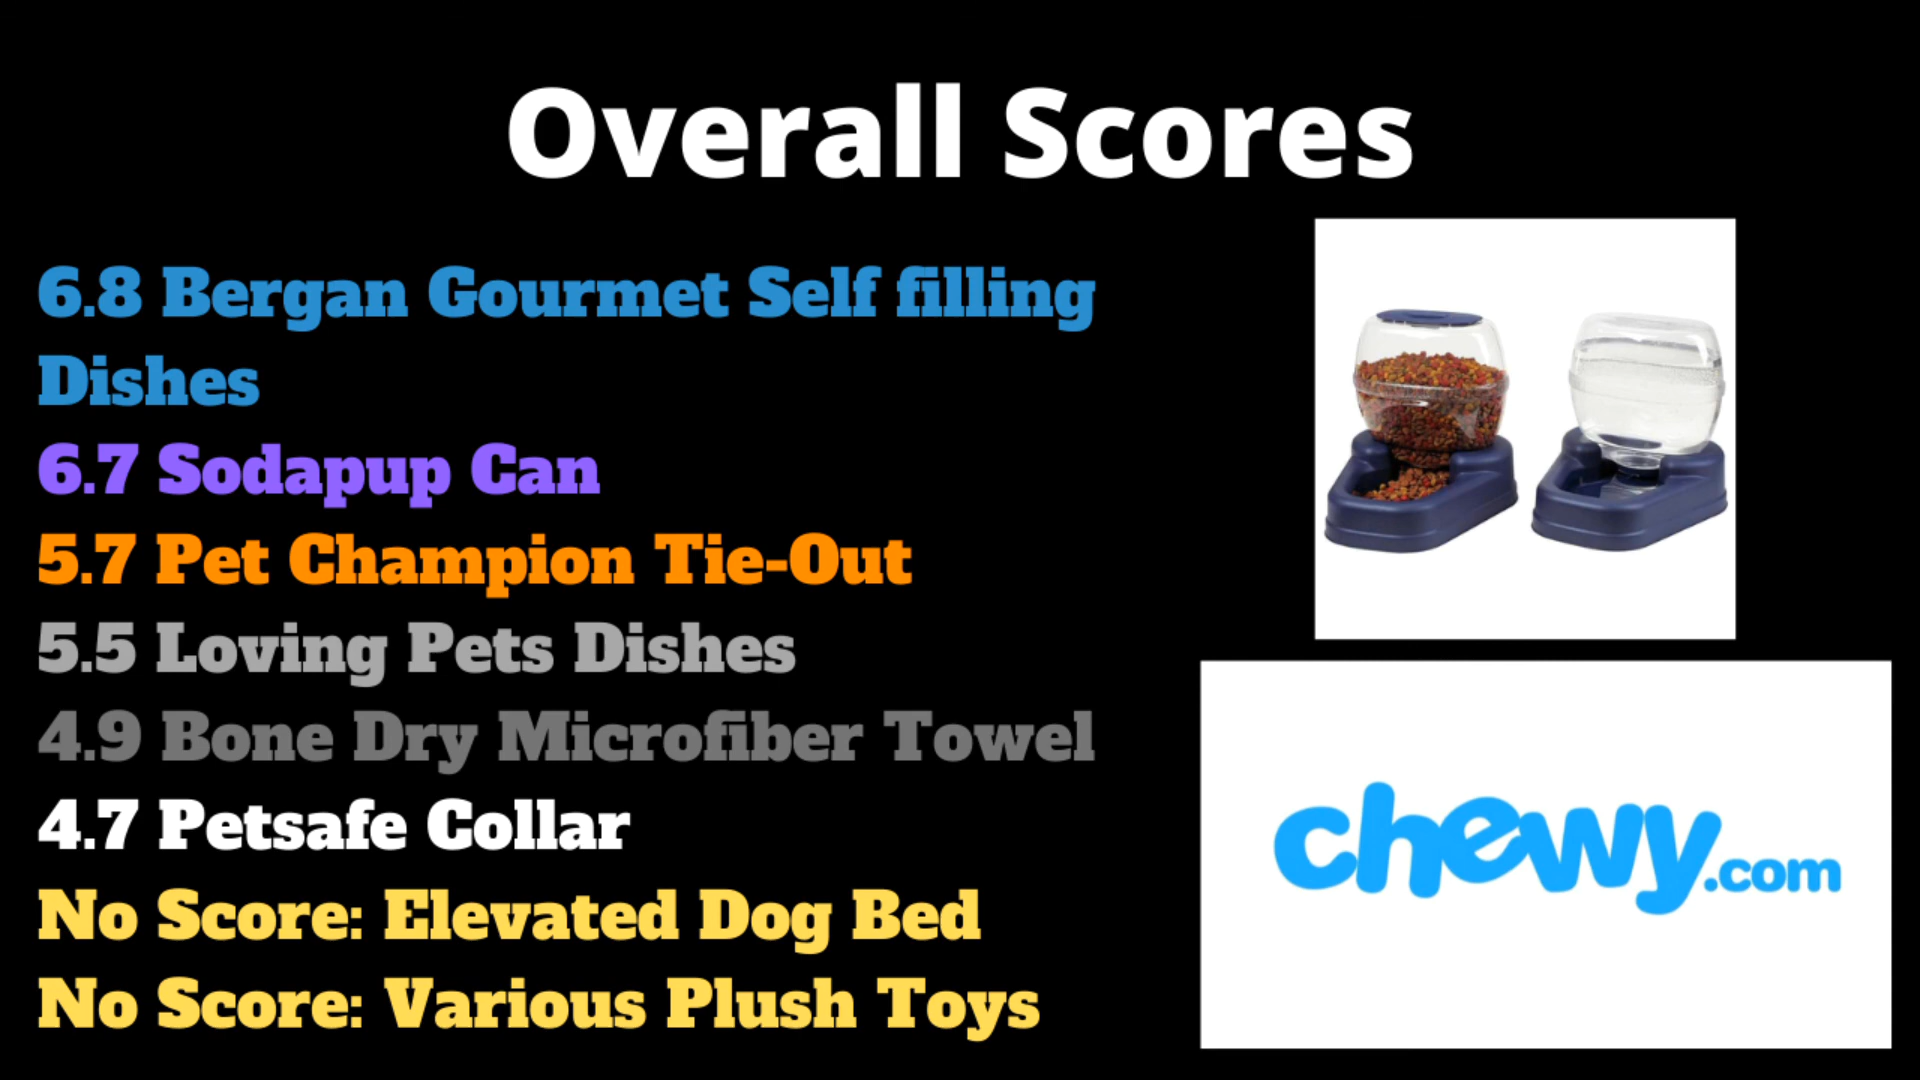 Overall Scores
6.8 Bergan Gourmet Self filling
Dishes
6.7 Sodapup Can
5.7 Pet Champion Tie-Out
5.5 Loving Pets Dishes
4.9 Bone Dry Microfiber Towel
4.7 Petsafe Collar
No Score: Elevated Dog Bed
No Score: Various Plush Toys
chewy.com